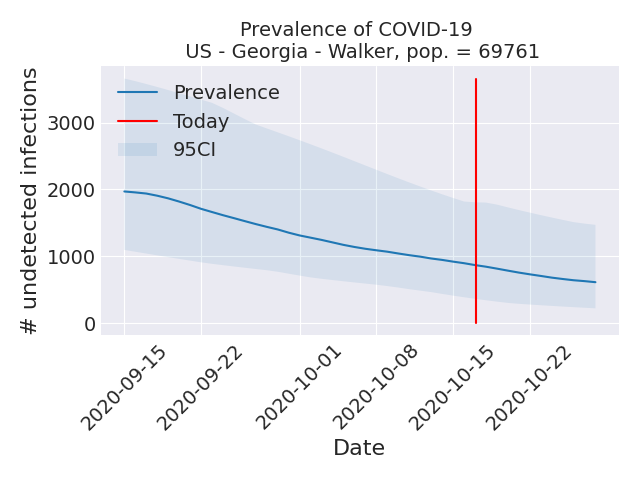 Prevalence of COVID-19
US - Georgia - Walker, pop. = 69761
# undetected infections
3000
2000
1000
0
Prevalence
Today
95CI
2020-09-15
2020-09-22
2020-10-01
2020-10-08
2020-10-15
2020-10-22
Date